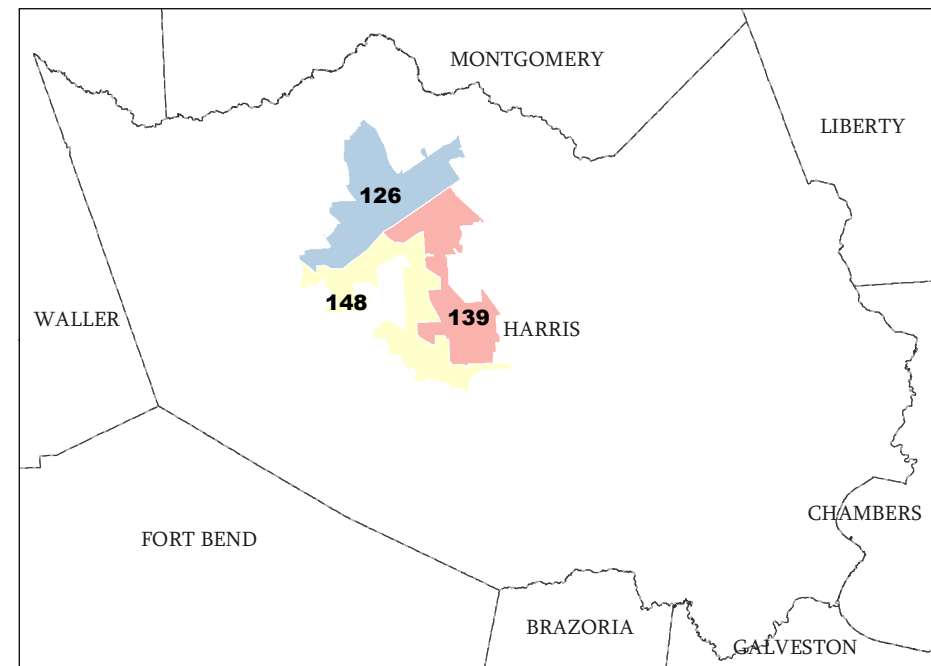 MONTGOMERY
LIBERTY
126
148
WALLER
139
HARRIS
CHAMBERS
FORT BEND
BRAZORIA
GALVESTON